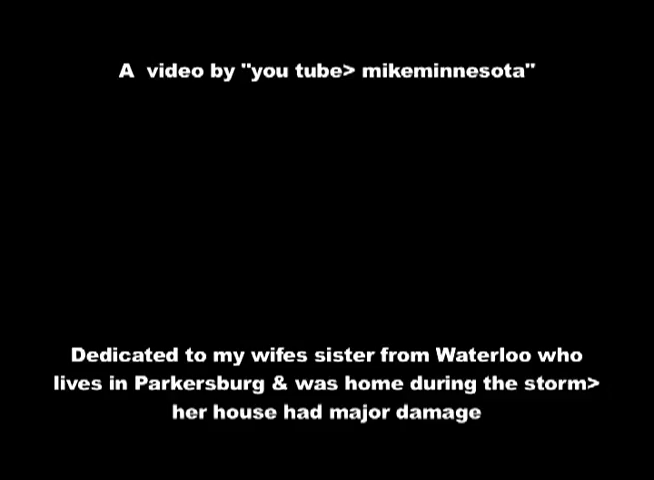 A  video by "you tube> mikeminnesota"
Dedicated to my wifes sister from Waterloo who
lives in Parkersburg & was home during the storm>
her house had major damage